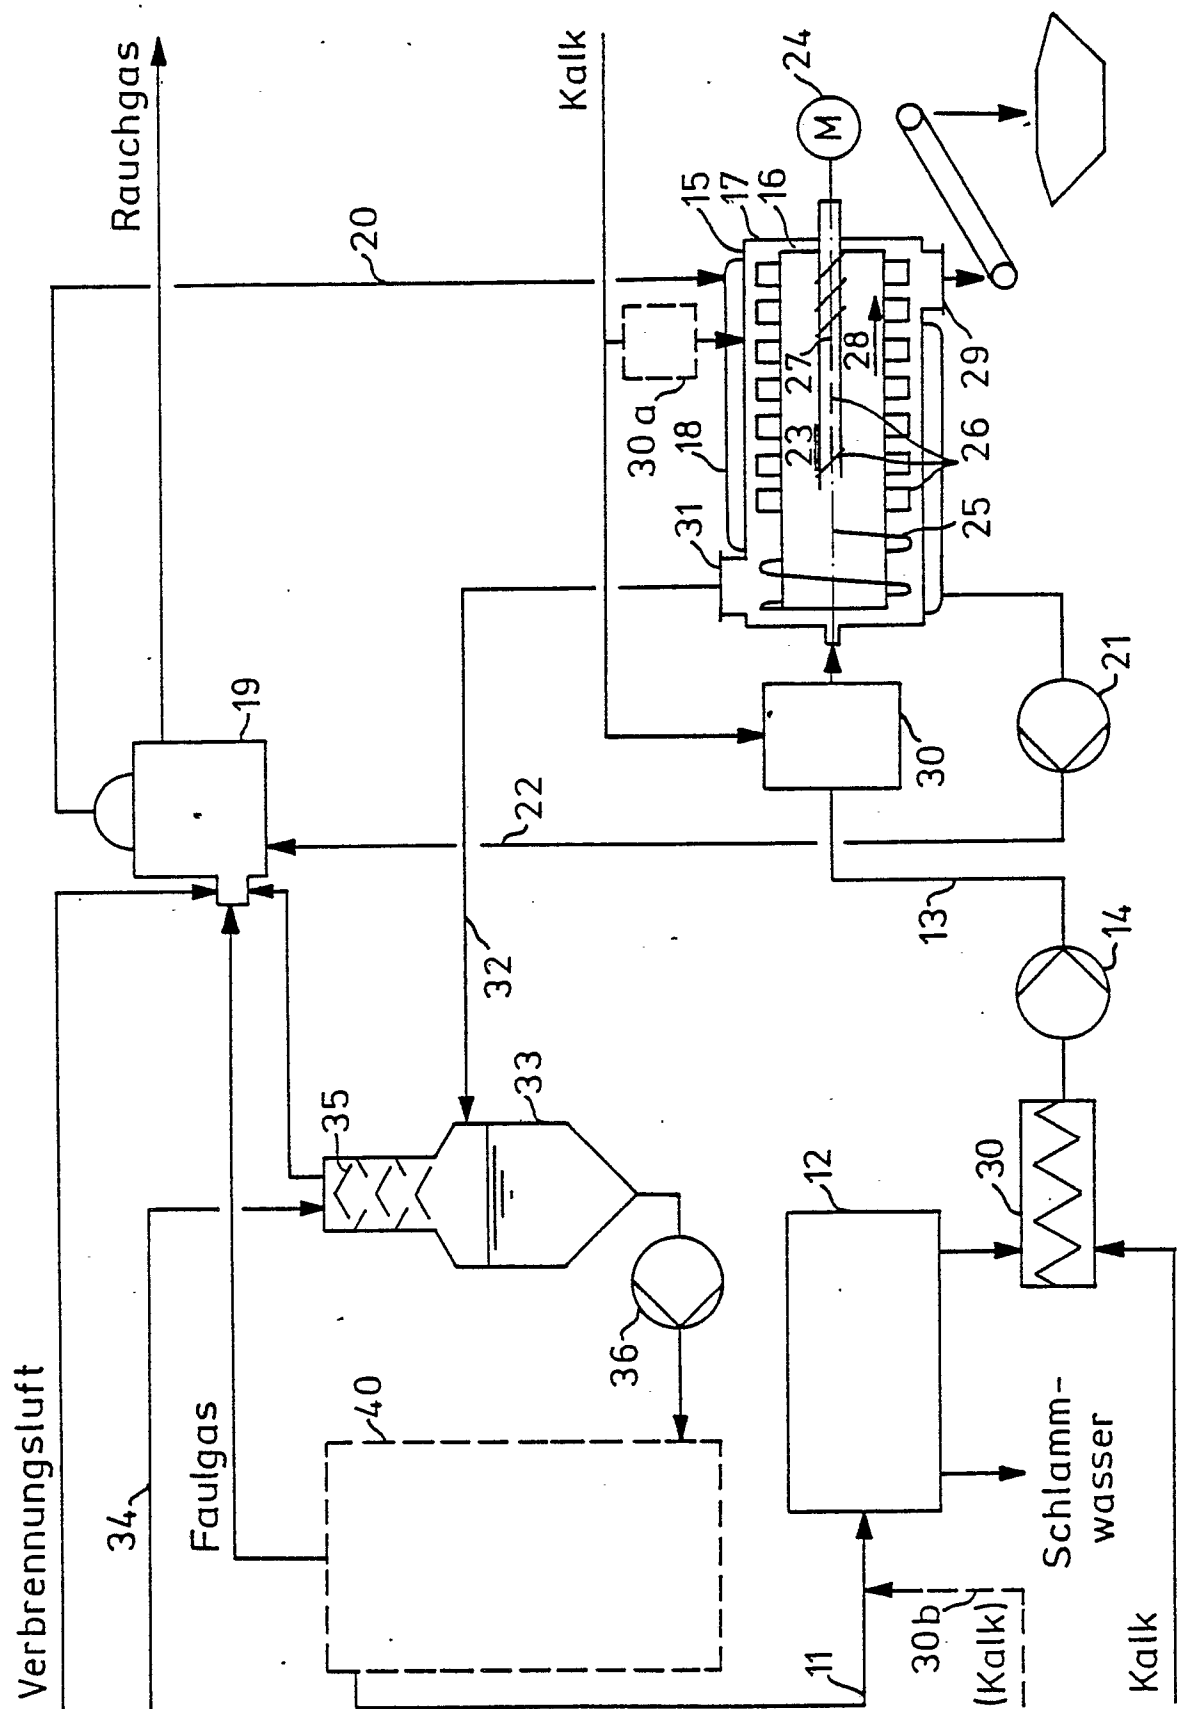 Verbrennungsluft
34
Rauchgas
Faulgas
19
35
40
20
32
33
22
Kalk
36
30a
18
31
15
17
16
24
M
23
27
28
11
12
30b
(Kalk)
13
30
25
26
29
30
Schlamm-
wasser
14
21
Kalk